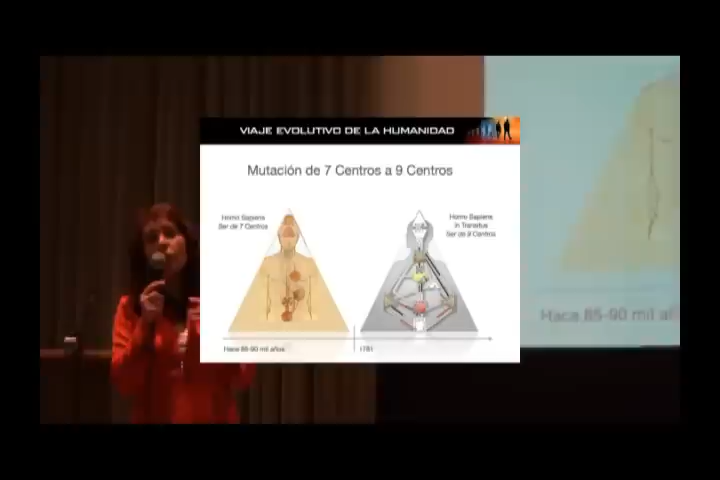 VIAJE EVOLUTIVO DE LA HUMANIDAD
Mutación de 7 Centros a 9 Centros
Homo Sapiens
Ser de 7 Centros
Homo Sapiens
in Transitus
Ser de 9 Centros
Hace 85-90 mil años
1781
Hace 85-90 mil